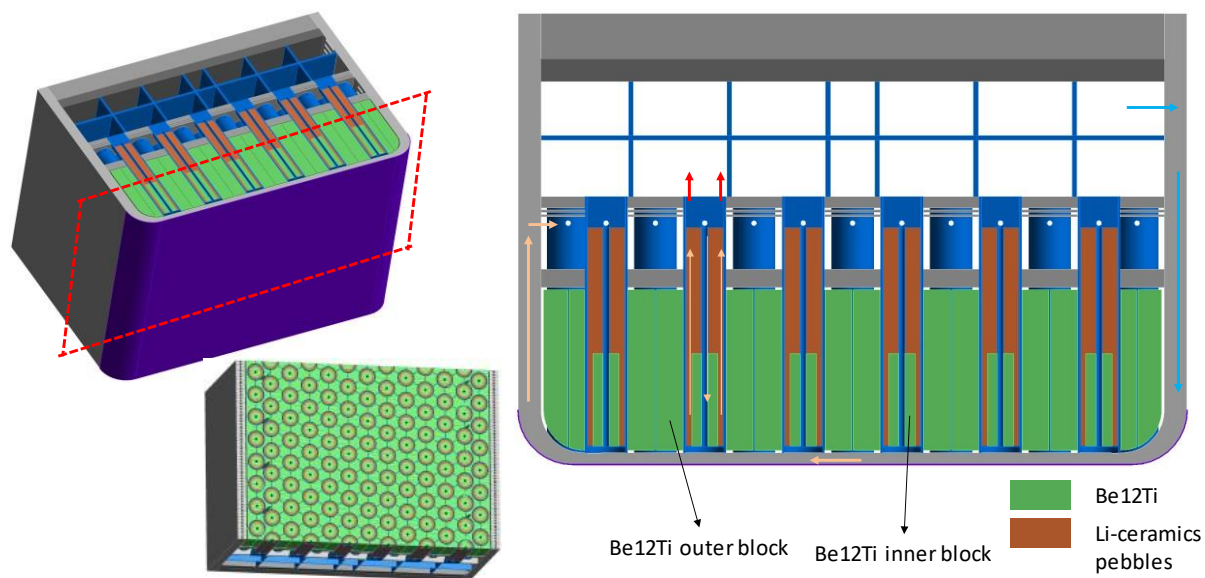 Be12Ti outer block
Be12Ti inner block
Be12Ti
Li-ceramics
pebbles